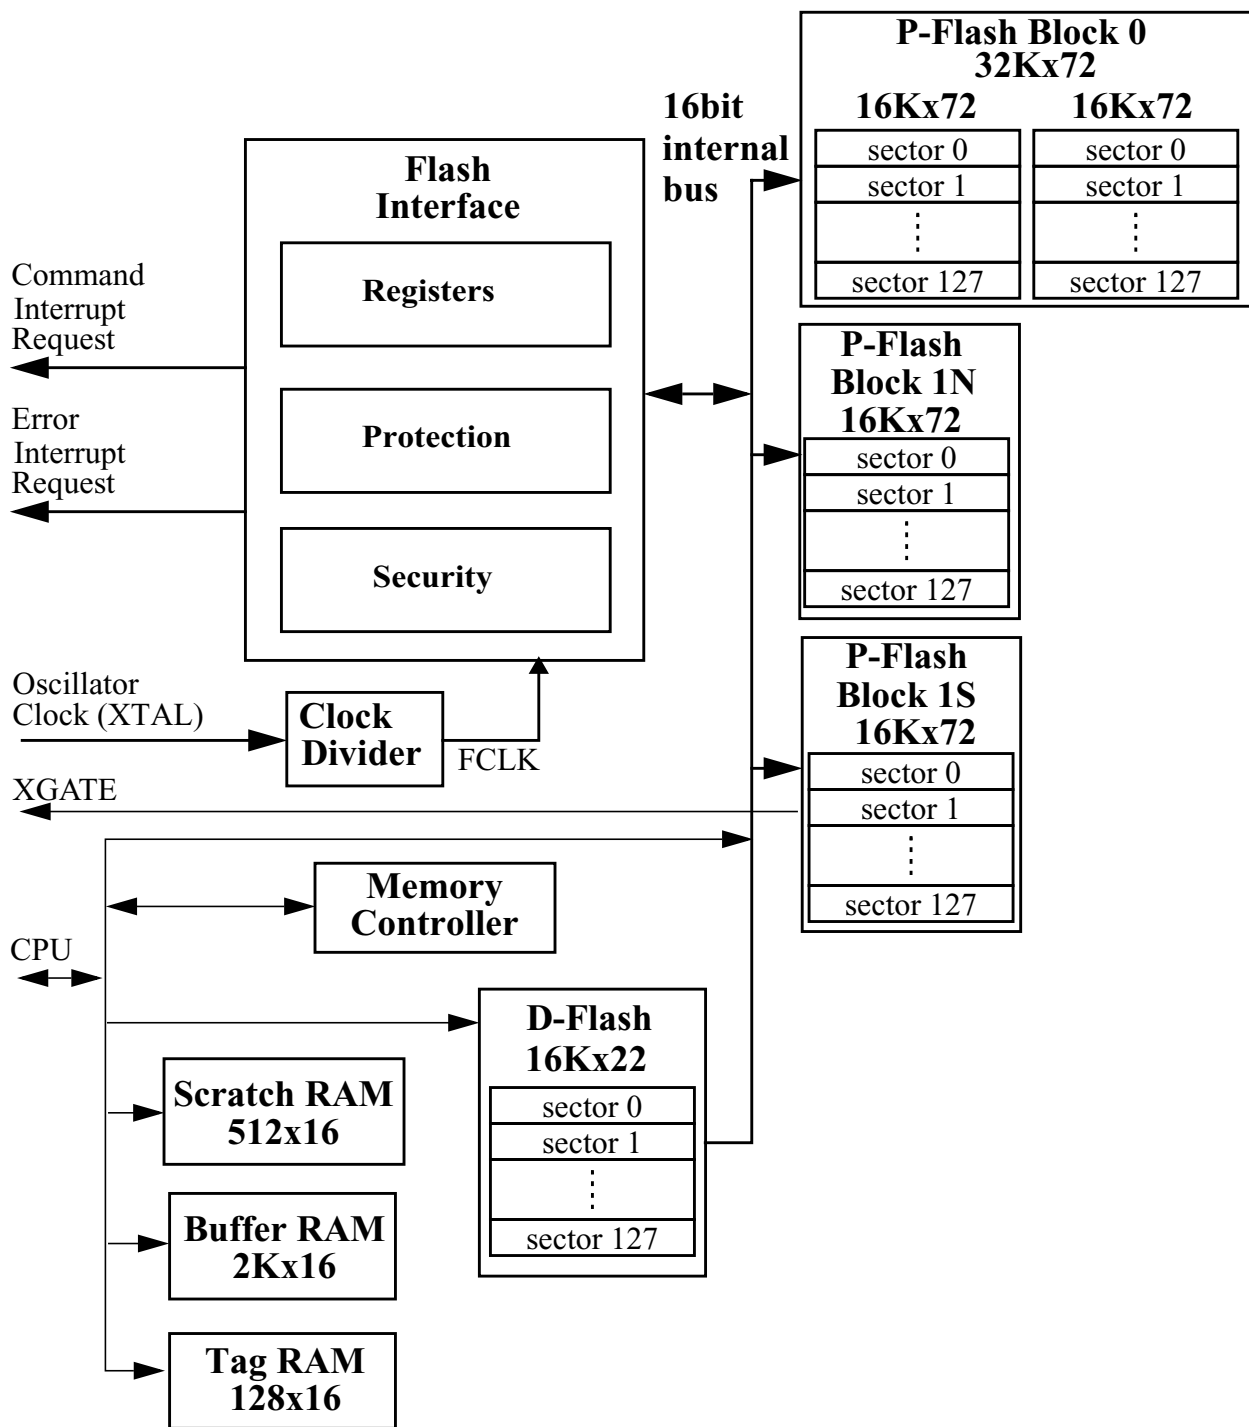 P-Flash Block 0
32Kx72
16Kx72
16Kx72
sector 0
sector 1
sector 127
sector 0
sector 1
sector 127
16bit
internal
bus
Flash
Interface
Registers
Protection
Security
Command
Interrupt
Request
Error
Interrupt
Request
P-Flash
Block 1N
16Kx72
sector 0
sector 1
sector 127
Oscillator
Clock (XTAL)
Clock
Divider
FCLK
P-Flash
Block 1S
16Kx72
sector 0
sector 1
sector 127
XGATE
Memory
Controller
CPU
D-Flash
16Kx22
sector 0
sector 1
sector 127
Scratch RAM
512x16
Buffer RAM
2Kx16
Tag RAM
128x16